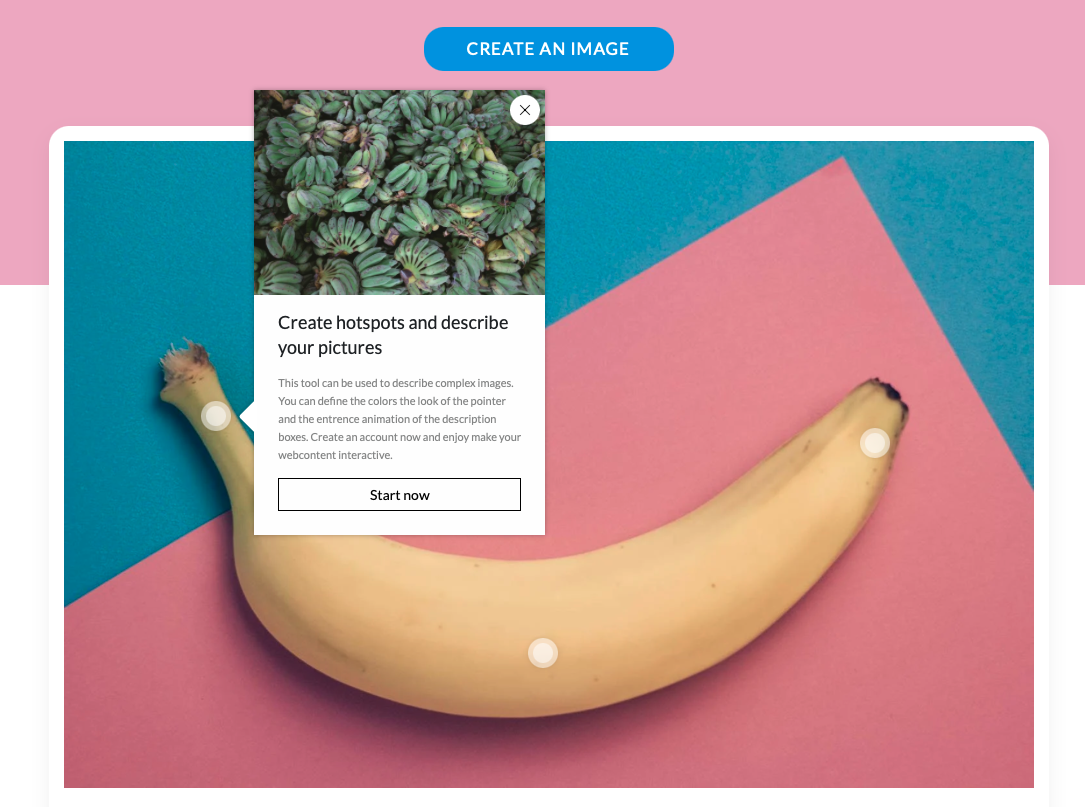 CREATE AN IMAGE
Create hotspots and describe
your pictures
This tool can be used to describe complex images.
You can define the colors the look of the pointer
and the entrence animation of the description
boxes. Create an account now and enjoy make your
webcontent interactive.
Start now